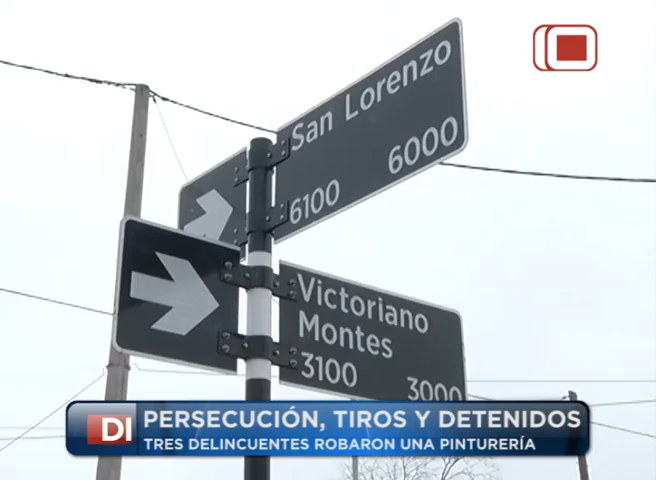 San Lorenzo
6100 6000
Victoriano
Montes
3100 3000
DI PERSECUCIÓN, TIROS Y DETENIDOS
TRES DELINCUENTES ROBARON UNA PINTURERÍA